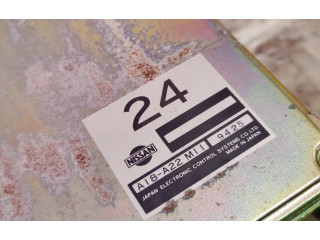 24
NISSAN
A18-A22 M11 9425
JAPAN ELECTRONIC CONTROL SYSTEMS CO. LTD.
MADE IN JAPAN